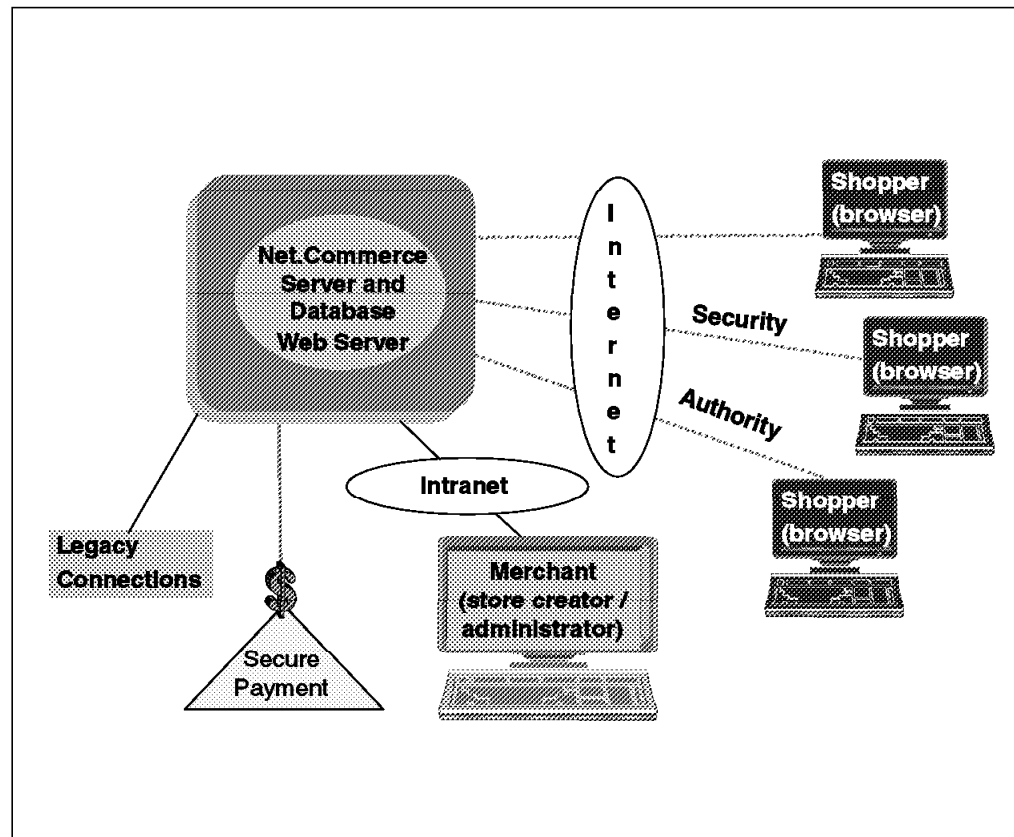 Net.Commerce
Server and
Database
Web Server
Internet
Shopper
(browser)
Security
Shopper
(browser)
Authority
Shopper
(browser)
Intranet
Legacy
Connections
$
Secure
Payment
Merchant
(store creator /
administrator)